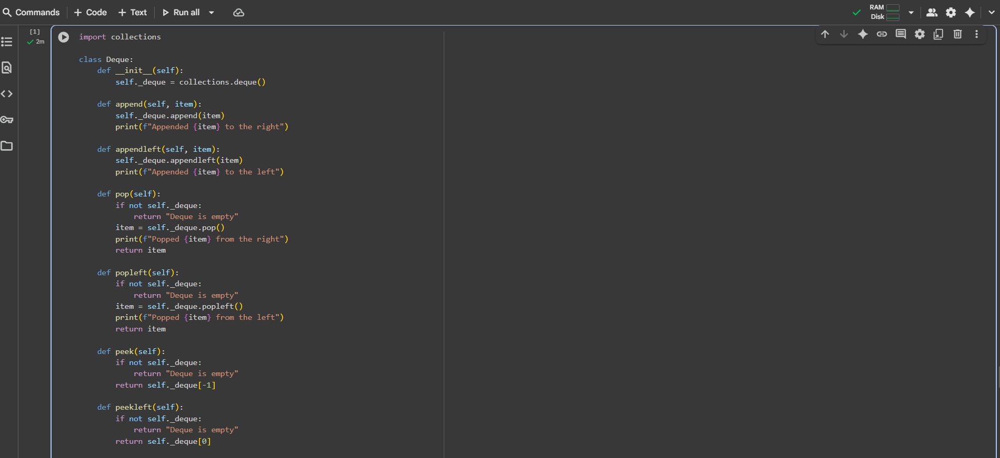 Commands + Code + Text Run all RAM
Disk
[1]
2m
import collections

class Deque:
    def __init__(self):
        self._deque = collections.deque()

    def append(self, item):
        self._deque.append(item)
        print(f"Appended {item} to the right")

    def appendleft(self, item):
        self._deque.appendleft(item)
        print(f"Appended {item} to the left")

    def pop(self):
        if not self._deque:
            return "Deque is empty"
        item = self._deque.pop()
        print(f"Popped {item} from the right")
        return item

    def popleft(self):
        if not self._deque:
            return "Deque is empty"
        item = self._deque.popleft()
        print(f"Popped {item} from the left")
        return item

    def peek(self):
        if not self._deque:
            return "Deque is empty"
        return self._deque[-1]

    def peekleft(self):
        if not self._deque:
            return "Deque is empty"
        return self._deque[0]